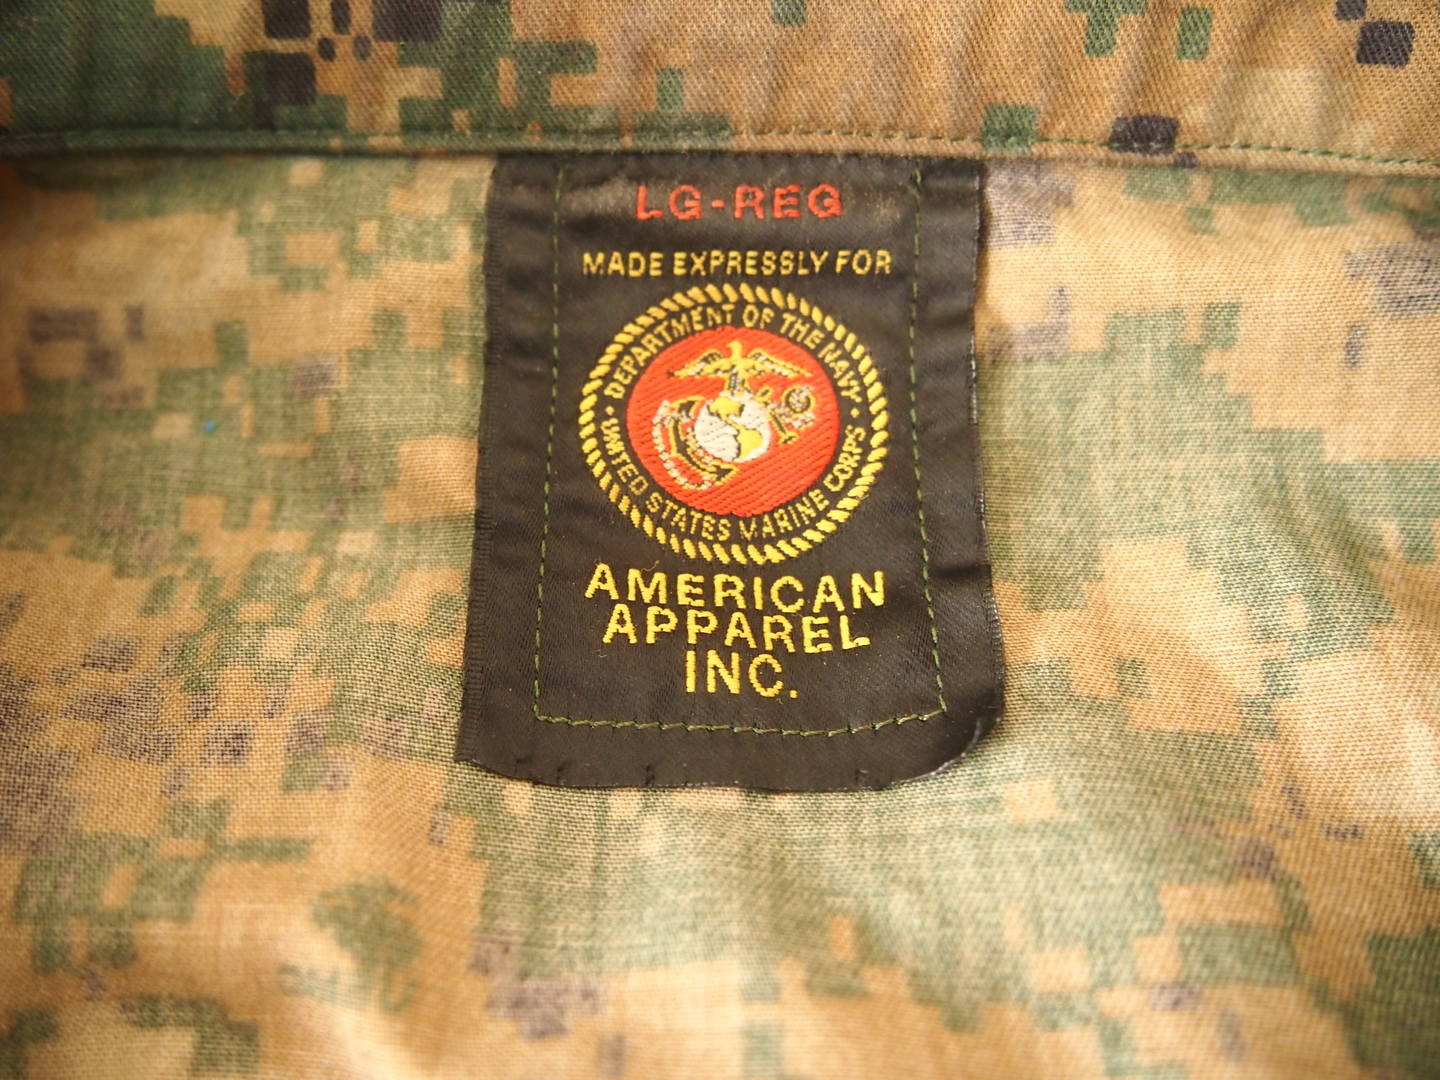 LG-REG
MADE EXPRESSLY FOR
DEPARTMENT OF THE NAVY
UNITED STATES MARINE CORPS
AMERICAN
APPAREL
INC.